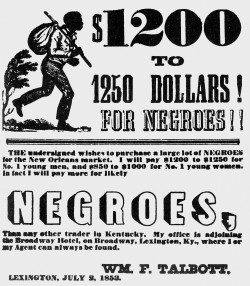 $1200
TO
1250 DOLLARS!
FOR NEGROES!!
THE undersigned wishes to purchase a large lot of NEGROES
for the New Orleans market. I will pay $1200 to $1250 for
No. 1 young men, and $850 to $1000 for No. 1 young women.
In fact I will pay more for likely
NEGROES,
Than any other trader in Kentucky. My office is adjoining
the Broadway Hotel, on Broadway, Lexington, Ky., where I or
my Agent can always be found.
WM. F. TALBOTT.
LEXINGTON, JULY 2, 1853.